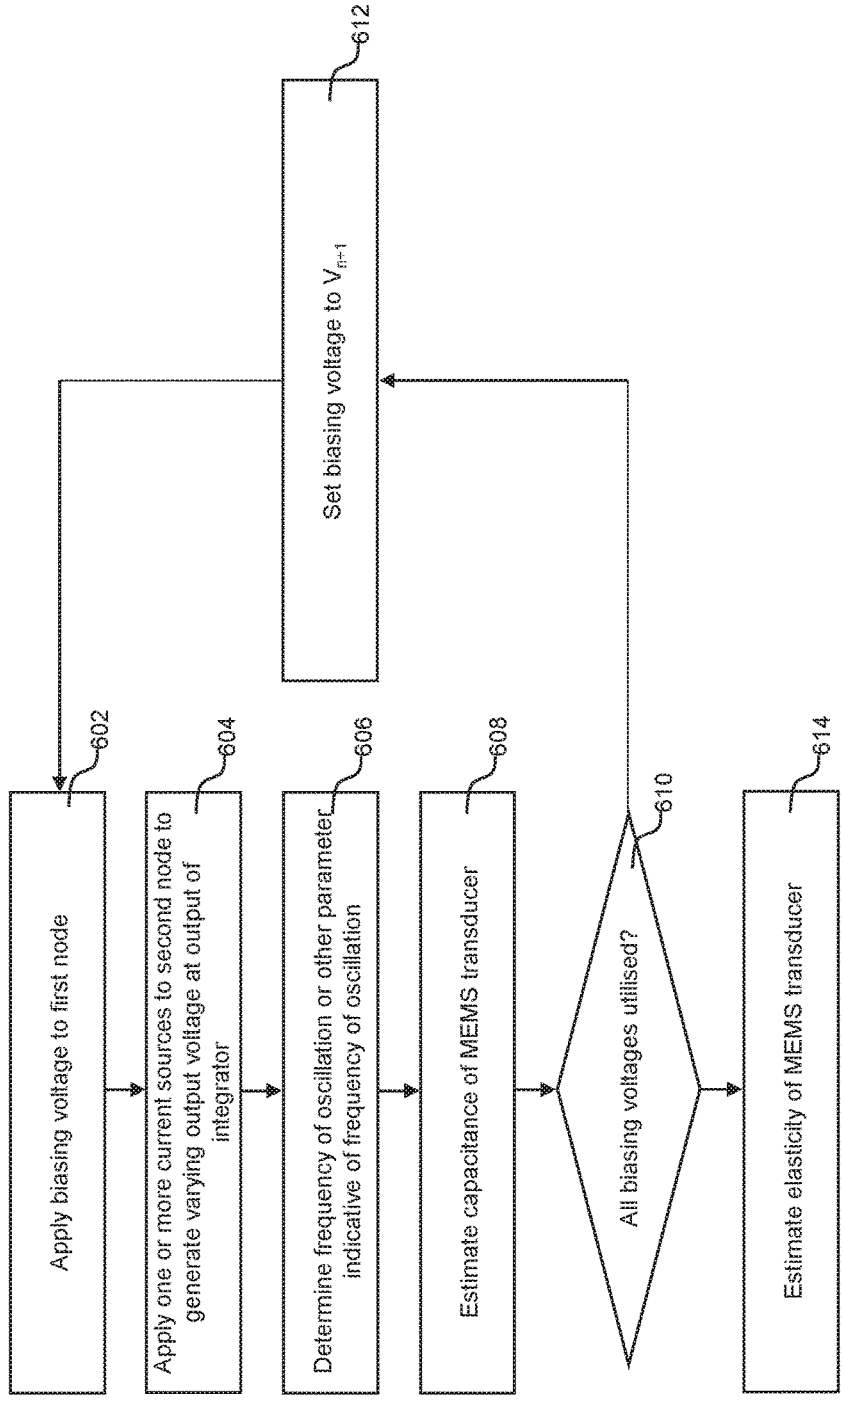 Apply biasing voltage to first node
602
Apply one or more current sources to second node to
generate varying output voltage at output of
integrator
604
Determine frequency of oscillation or other parameter
indicative of frequency of oscillation
606
Estimate capacitance of MEMS transducer
608
All biasing voltages utilised?
610
Set biasing voltage to Vn+1
612
Estimate elasticity of MEMS transducer
614